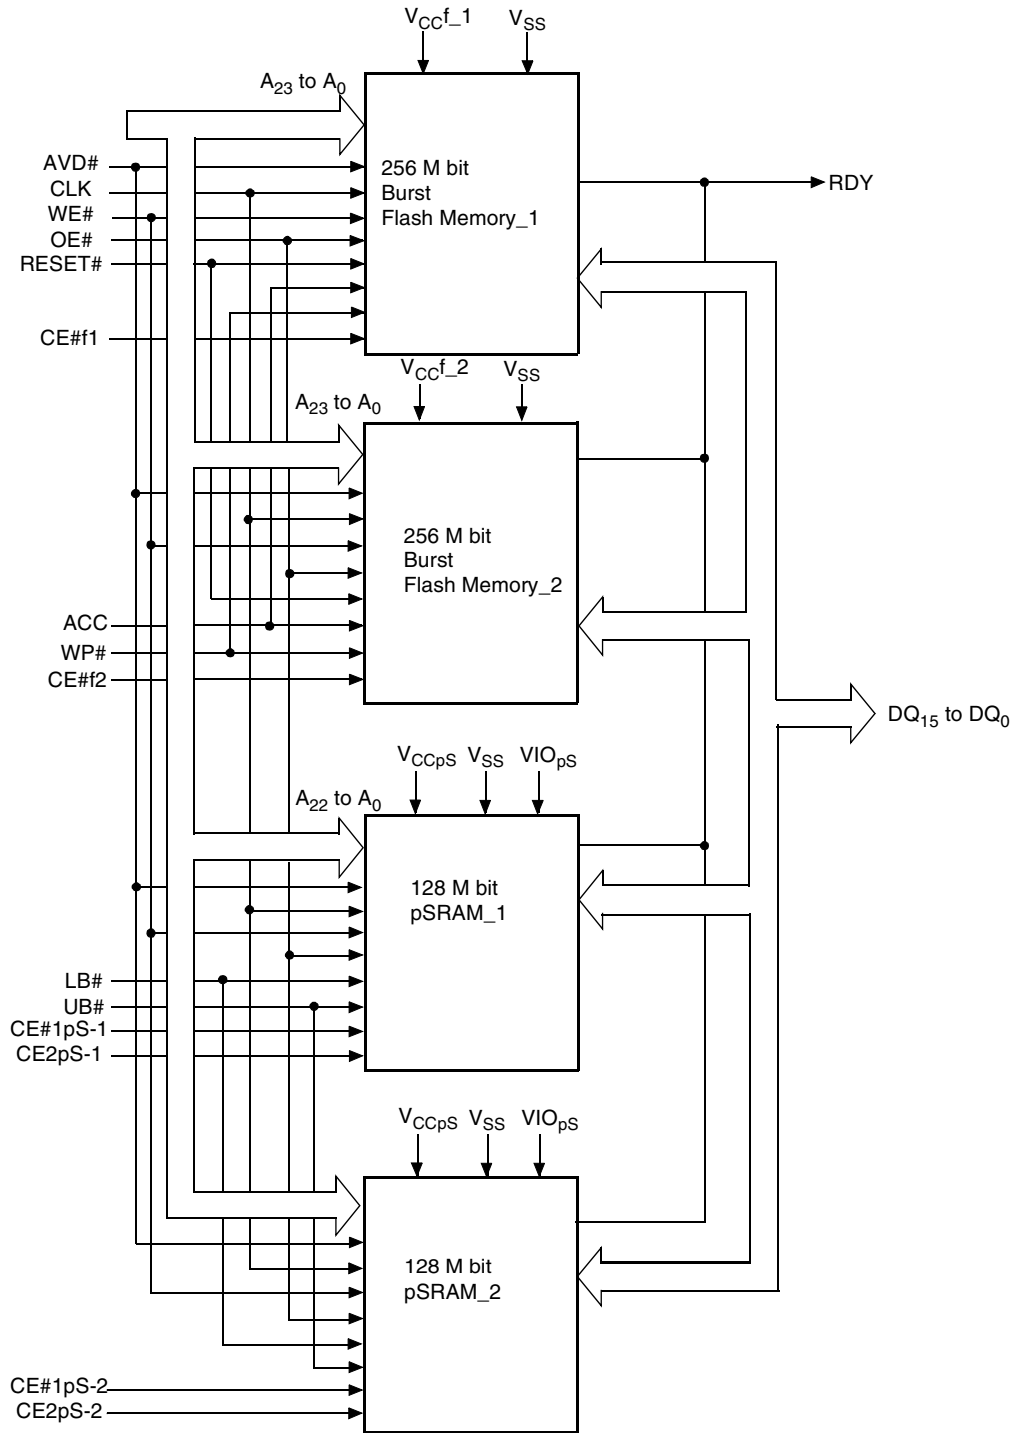 V_CCf_1
V_SS
A_23 to A_0
AVD#
CLK
WE#
OE#
RESET#
CE#f1
256 M bit
Burst
Flash Memory_1
RDY
V_CCf_2
V_SS
A_23 to A_0
256 M bit
Burst
Flash Memory_2
ACC
WP#
CE#f2
DQ_15 to DQ_0
V_CCpS
V_SS
VIO_pS
A_22 to A_0
128 M bit
pSRAM_1
LB#
UB#
CE#1pS-1
CE2pS-1
V_CCpS
V_SS
VIO_pS
128 M bit
pSRAM_2
CE#1pS-2
CE2pS-2